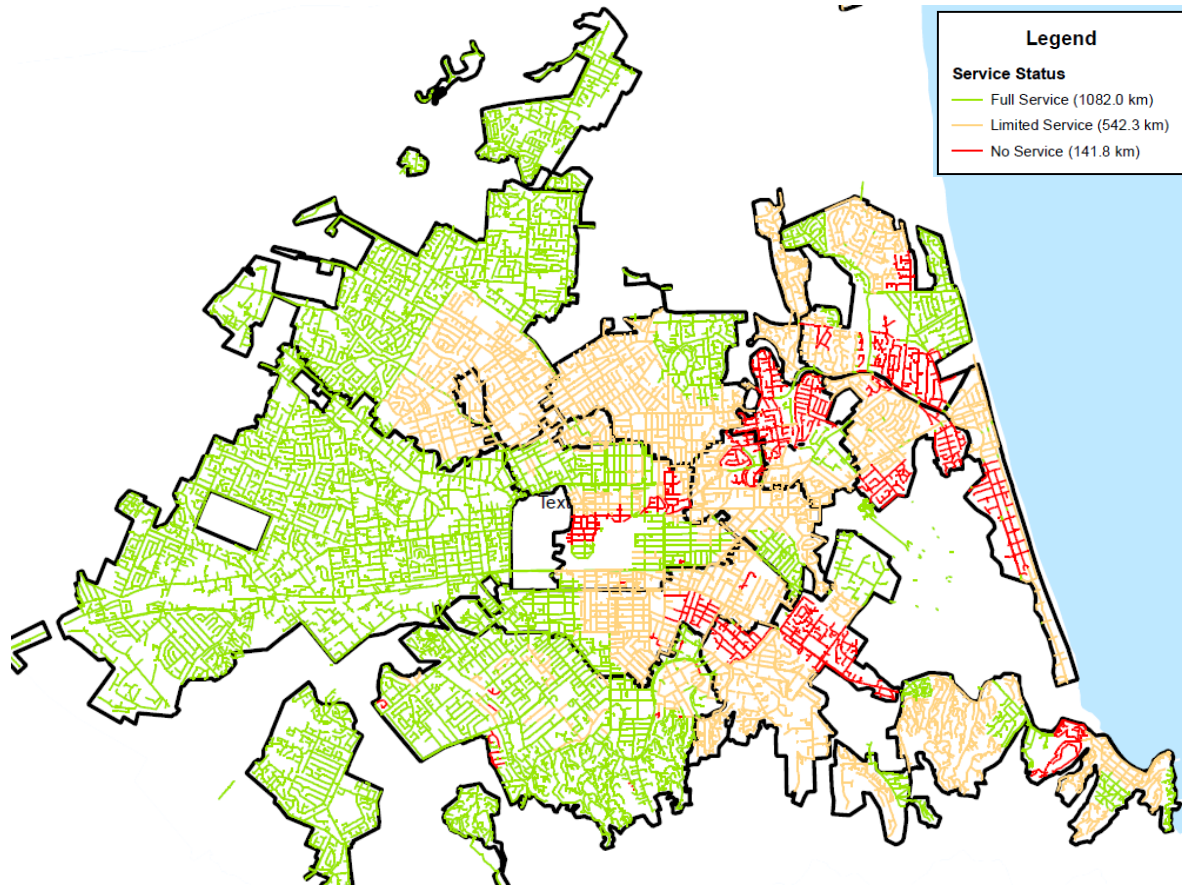 Legend
Service Status
Full Service (1082.0 km)
Limited Service (542.3 km)
No Service (141.8 km)
Text